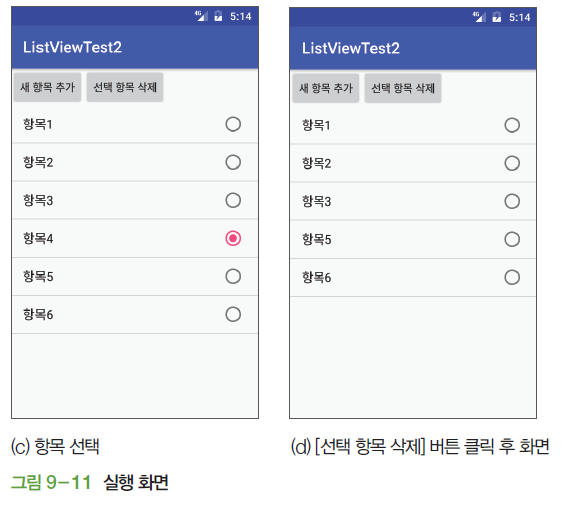 4G 5:14
ListViewTest2
새 항목 추가 선택 항목 삭제
항목1
항목2
항목3
항목4
항목5
항목6
(c) 항목 선택
4G 5:14
ListViewTest2
새 항목 추가 선택 항목 삭제
항목1
항목2
항목3
항목5
항목6
(d) [선택 항목 삭제] 버튼 클릭 후 화면
그림 9-11 실행 화면